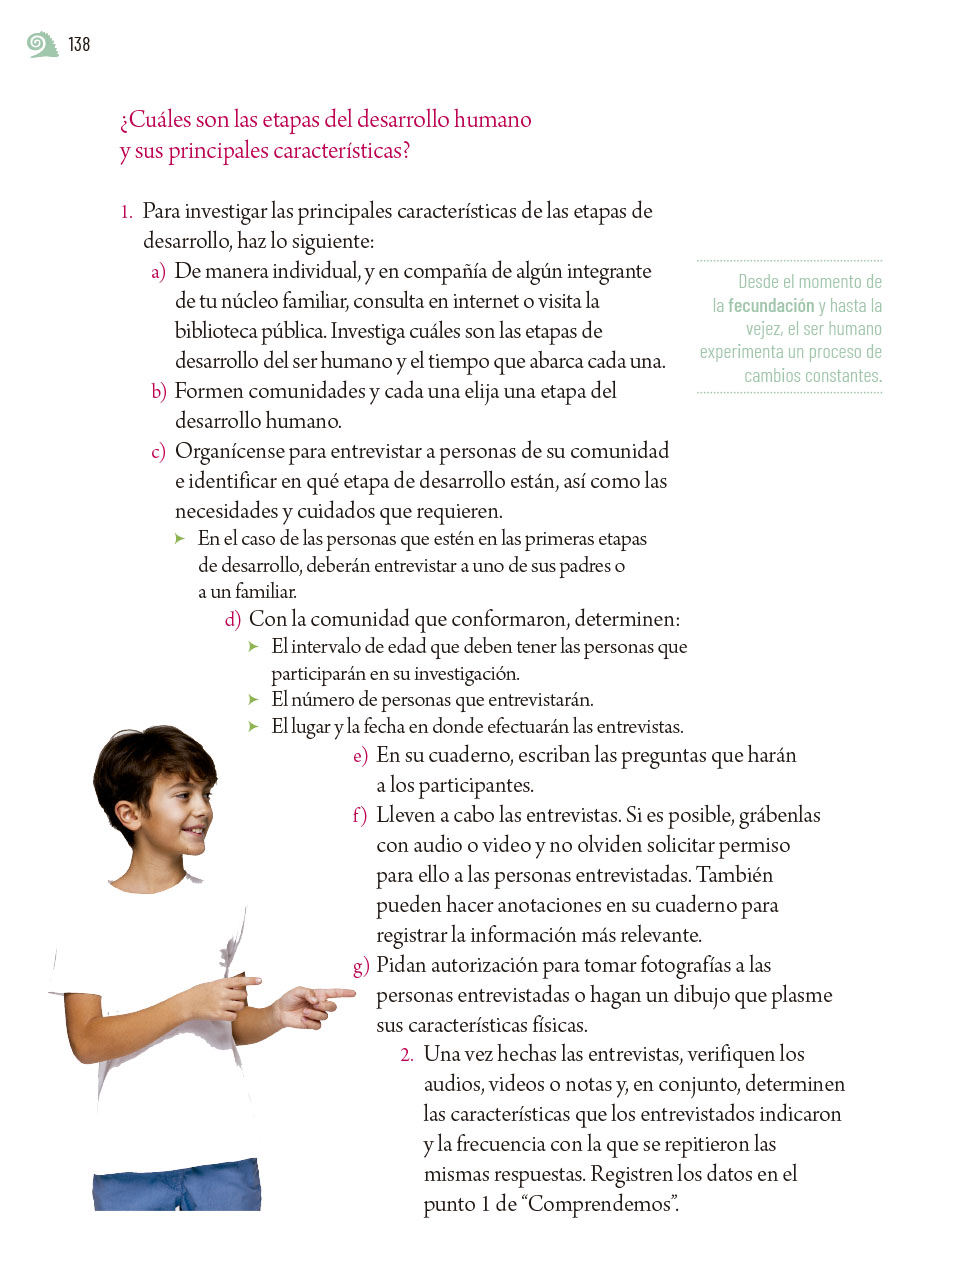 138
¿Cuáles son las etapas del desarrollo humano
y sus principales características?
1. Para investigar las principales características de las etapas de
desarrollo, haz lo siguiente:
a) De manera individual, y en compañía de algún integrante
de tu núcleo familiar, consulta en internet o visita la
biblioteca pública. Investiga cuáles son las etapas de
desarrollo del ser humano y el tiempo que abarca cada una.
b) Formen comunidades y cada una elija una etapa del
desarrollo humano.
c) Organícense para entrevistar a personas de su comunidad
e identificar en qué etapa de desarrollo están, así como las
necesidades y cuidados que requieren.
➤ En el caso de las personas que estén en las primeras etapas
de desarrollo, deberán entrevistar a uno de sus padres o
a un familiar.
d) Con la comunidad que conformaron, determinen:
➤ El intervalo de edad que deben tener las personas que
participarán en su investigación.
➤ El número de personas que entrevistarán.
➤ El lugar y la fecha en donde efectuarán las entrevistas.
e) En su cuaderno, escriban las preguntas que harán
a los participantes.
f) Lleven a cabo las entrevistas. Si es posible, grábenlas
con audio o video y no olviden solicitar permiso
para ello a las personas entrevistadas. También
pueden hacer anotaciones en su cuaderno para
registrar la información más relevante.
g) Pidan autorización para tomar fotografías a las
personas entrevistadas o hagan un dibujo que plasme
sus características físicas.
2. Una vez hechas las entrevistas, verifiquen los
audios, videos o notas y, en conjunto, determinen
las características que los entrevistados indicaron
y la frecuencia con la que se repitieron las
mismas respuestas. Registren los datos en el
punto 1 de “Comprendemos”.
Desde el momento de
la fecundación y hasta la
vejez, el ser humano
experimenta un proceso de
cambios constantes.